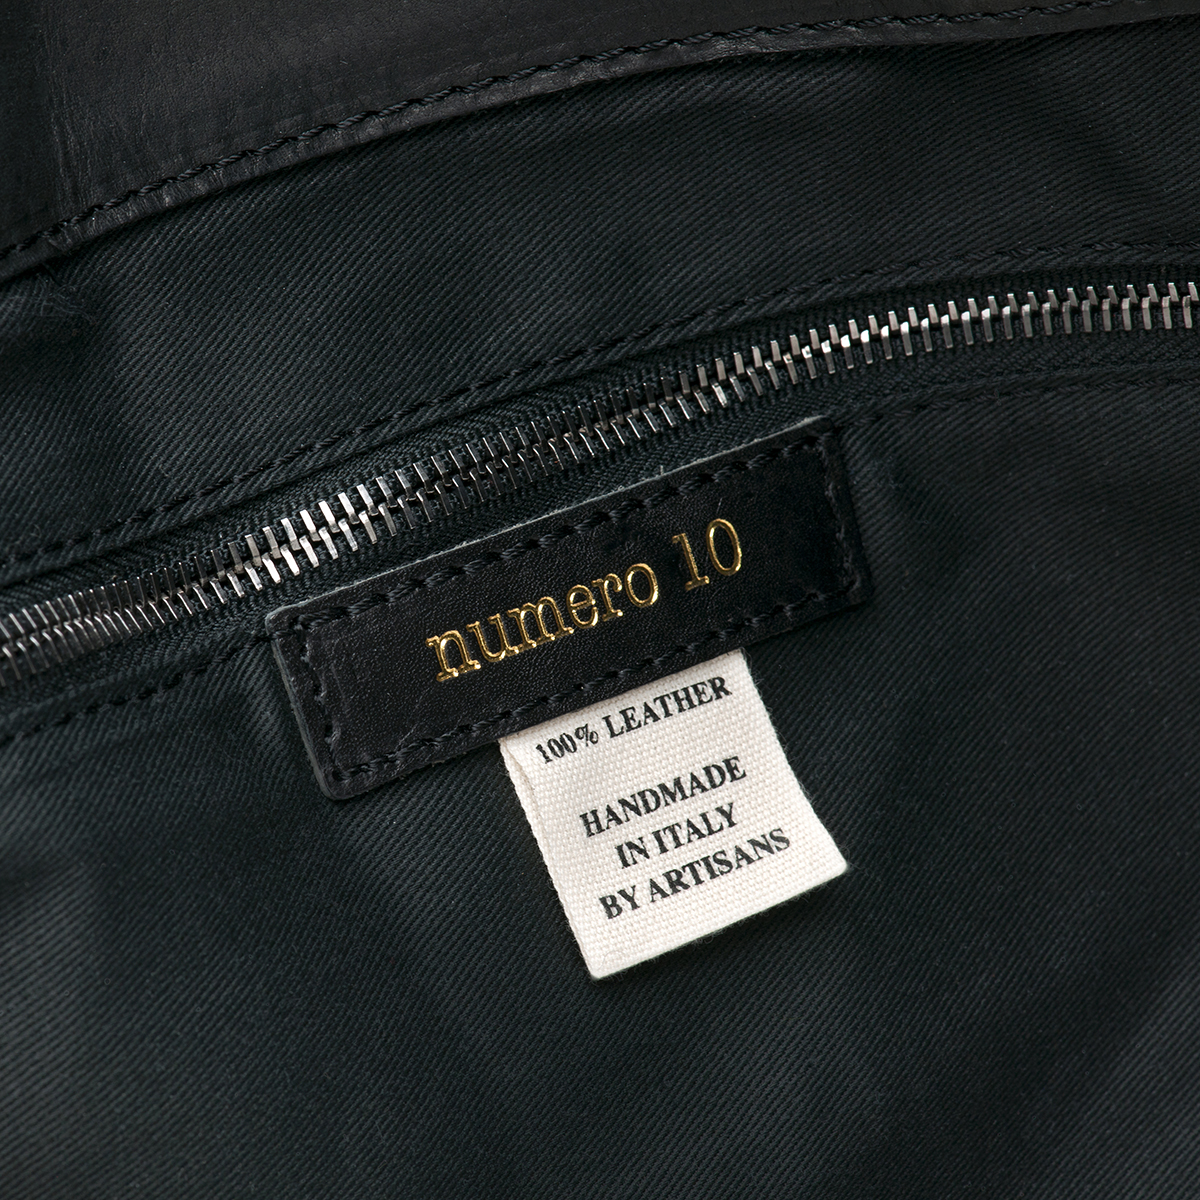 numero 10
100% LEATHER
HANDMADE
IN ITALY
BY ARTISANS